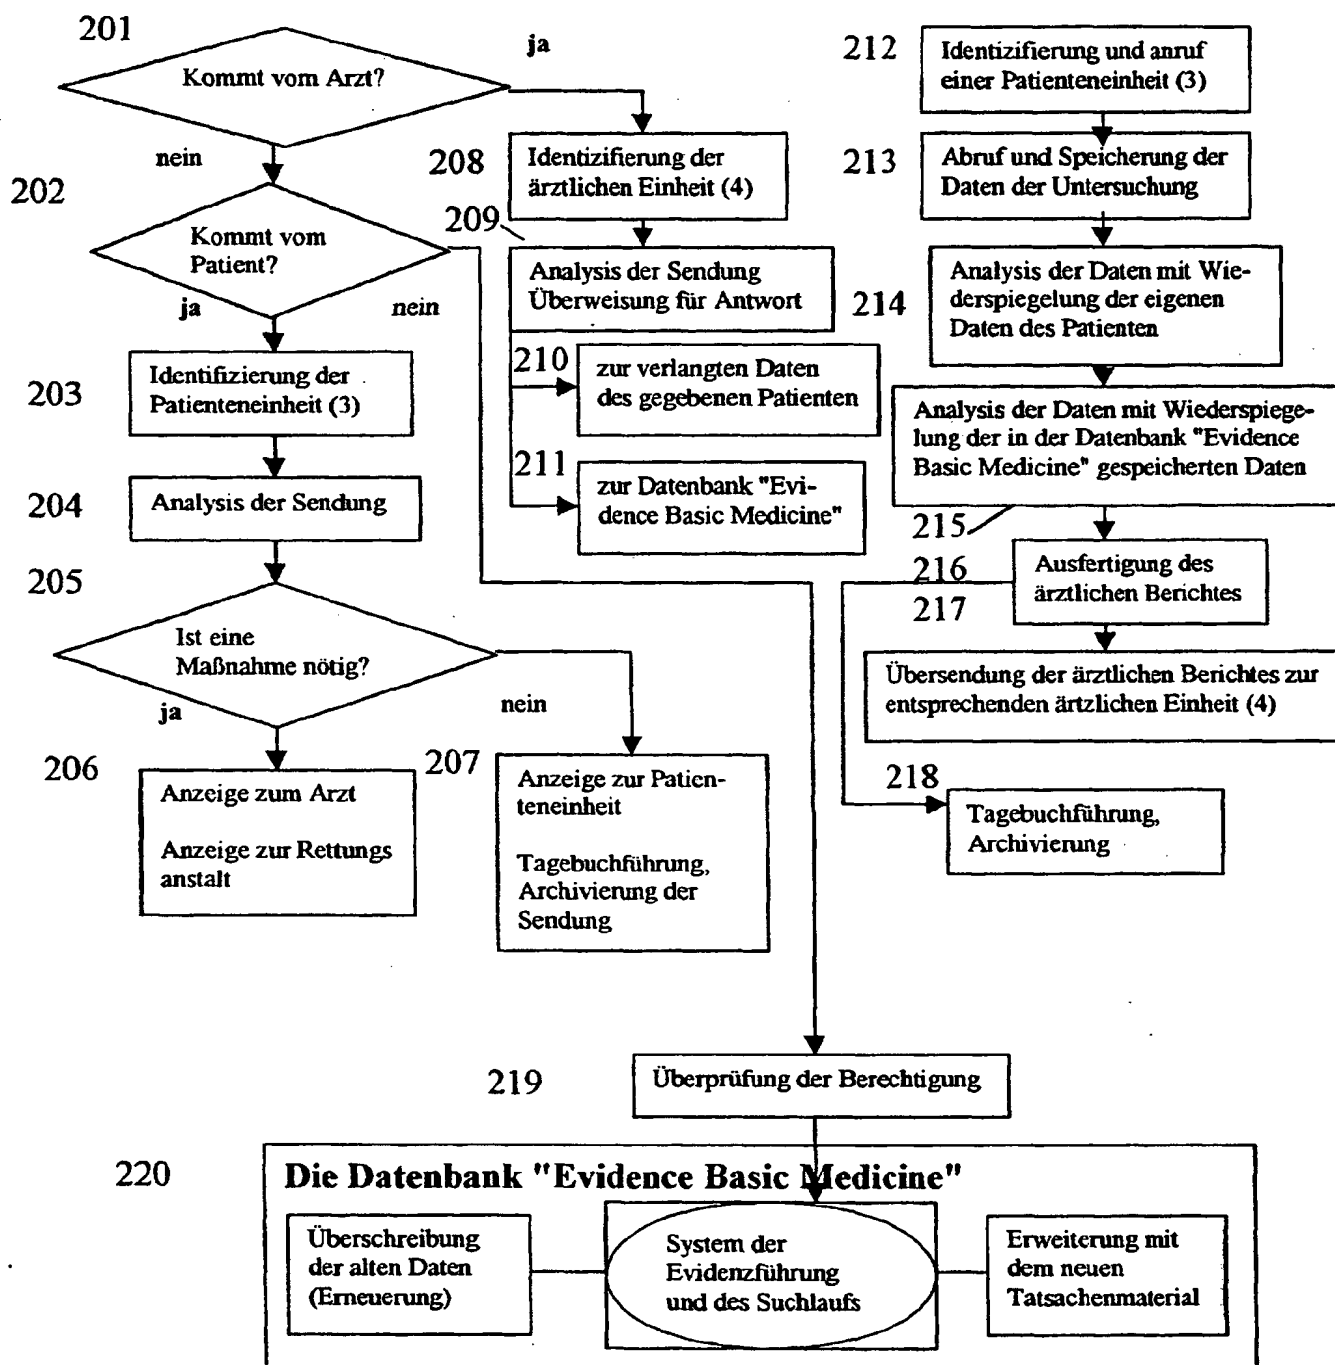 201
Kommt vom Arzt?
ja
nein
202
Kommt vom
Patient?
ja
nein
203
Identifizierung der
Patienteneinheit (3)
204
Analysis der Sendung
205
Ist eine
Maßnahme nötig?
ja
nein
206
Anzeige zum Arzt
Anzeige zur Rettungs
anstalt
207
Anzeige zur Patien-
teneinheit
Tagebuchführung,
Archivierung der
Sendung
208
Identizifierung der
ärztlichen Einheit (4)
209
Analysis der Sendung
Überweisung für Antwort
210
zur verlangten Daten
des gegebenen Patienten
211
zur Datenbank "Evi-
dence Basic Medicine"
212
Identizifierung und anruf
einer Patienteneinheit (3)
213
Abruf und Speicherung der
Daten der Untersuchung
214
Analysis der Daten mit Wie-
derspiegelung der eigenen
Daten des Patienten
Analysis der Daten mit Wiederspiege-
lung der in der Datenbank "Evidence
Basic Medicine" gespeicherten Daten
215
216
Ausfertigung des
ärztlichen Berichtes
217
Übersendung der ärztlichen Berichtes zur
entsprechenden ärtzlichen Einheit (4)
218
Tagebuchführung,
Archivierung
219
Überprüfung der Berechtigung
220
Die Datenbank "Evidence Basic Medicine"
Überschreibung
der alten Daten
(Erneuerung)
System der
Evidenzführung
und des Suchlaufs
Erweiterung mit
dem neuen
Tatsachenmaterial